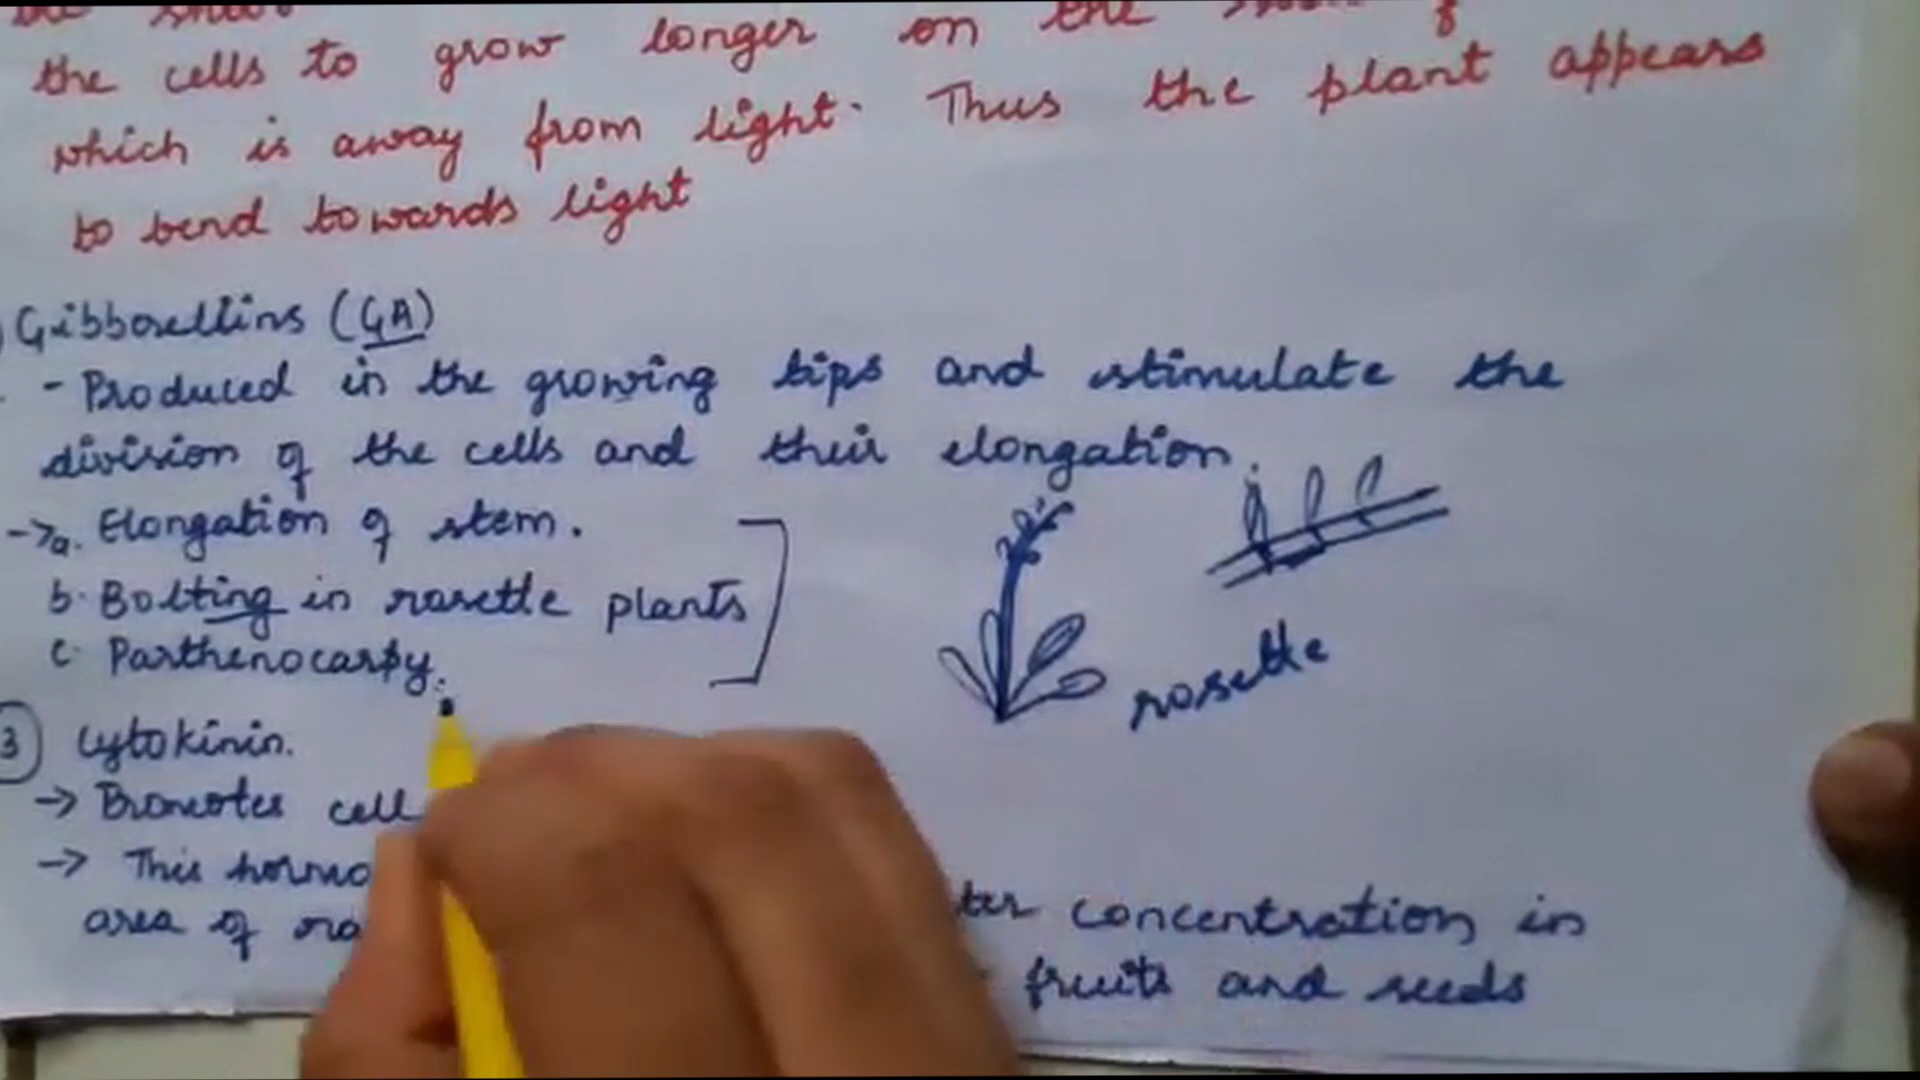 the cells to grow longer on the
which is away from light. Thus the plant appears
to bend towards light
Gibberellins (GA)
- Produced in the growing tips and stimulate the
division of the cells and their elongation.
-> a. Elongation of stem.
b. Bolting in rosette plants
c. Parthenocarpy.
rosette
3 Cytokinin.
-> Promotes cell
-> This hormo
concentration in
area of
fruits and seeds